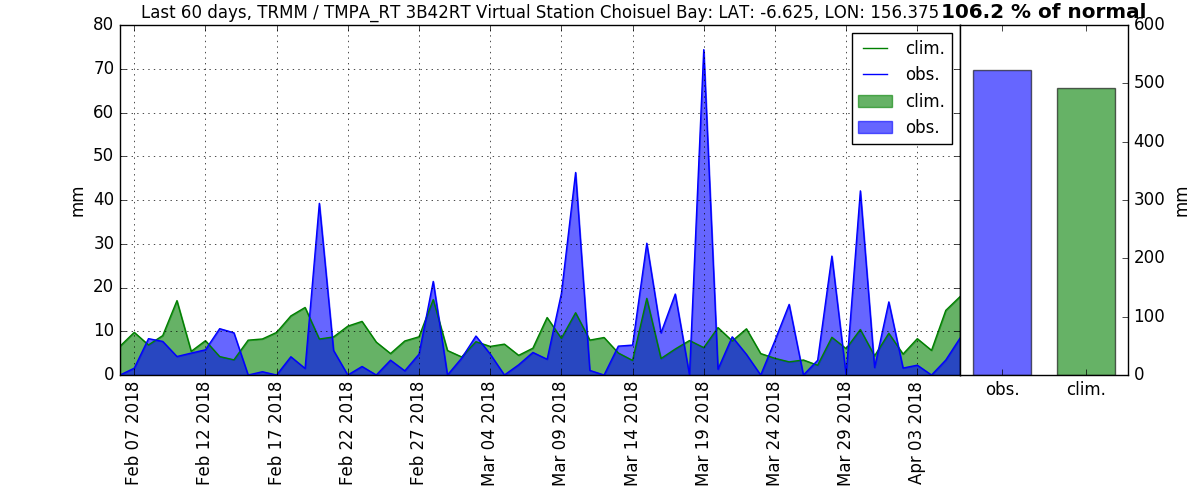 Last 60 days, TRMM / TMPA_RT 3B42RT Virtual Station Choisuel Bay: LAT: -6.625, LON: 156.375
106.2 % of normal
80
70
60
50
40
30
20
10
0
mm
clim.
obs.
clim.
obs.
600
500
400
300
200
100
0
mm
obs.
clim.
Feb 07 2018
Feb 12 2018
Feb 17 2018
Feb 22 2018
Feb 27 2018
Mar 04 2018
Mar 09 2018
Mar 14 2018
Mar 19 2018
Mar 24 2018
Mar 29 2018
Apr 03 2018